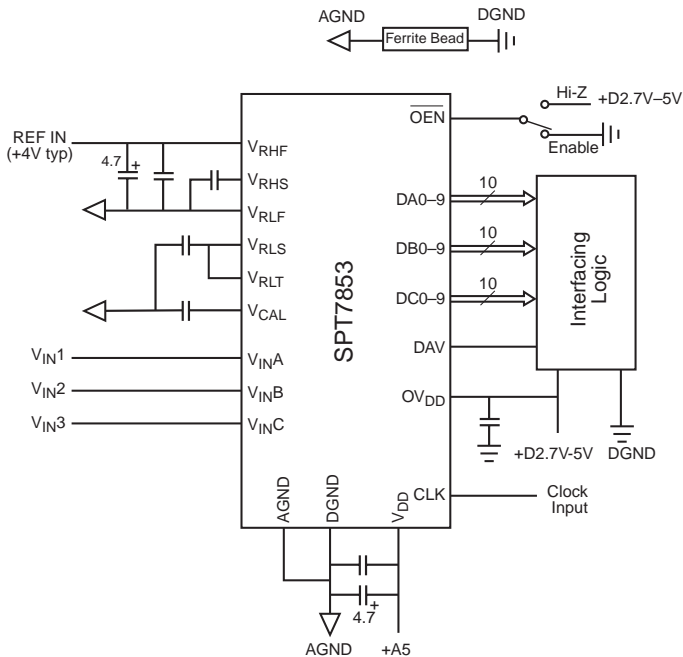 AGND
Ferrite Bead
DGND
Hi-Z
+D2.7V–5V
OEN
Enable
REF IN
(+4V typ)
4.7
+
VRHF
VRHS
VRLF
VRLS
VRLT
VCAL
VIN1
VINA
VIN2
VINB
VIN3
VINC
SPT7853
DA0–9
10
DB0–9
10
DC0–9
10
DAV
OVDD
Interfacing
Logic
+D2.7V-5V
DGND
CLK
Clock
Input
AGND
DGND
VDD
4.7
+
AGND
+A5